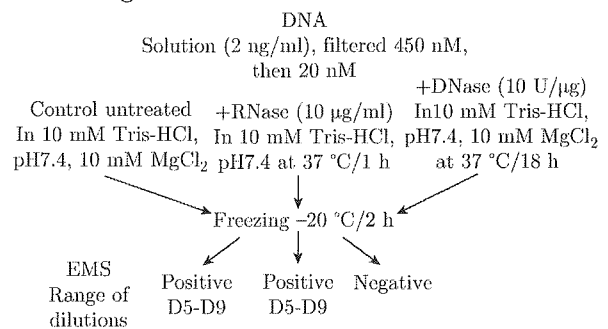 DNA
Solution (2 ng/ml), filtered 450 nM,
then 20 nM
Control untreated
In 10 mM Tris-HCl,
pH7.4, 10 mM MgCl2
+RNase (10 µg/ml)
In 10 mM Tris-HCl,
pH7.4 at 37 °C/1 h
+DNase (10 U/µg)
In10 mM Tris-HCl,
pH7.4, 10 mM MgCl2
at 37 °C/18 h
Freezing –20 °C/2 h
EMS
Range of
dilutions
Positive
D5-D9
Positive
D5-D9
Negative